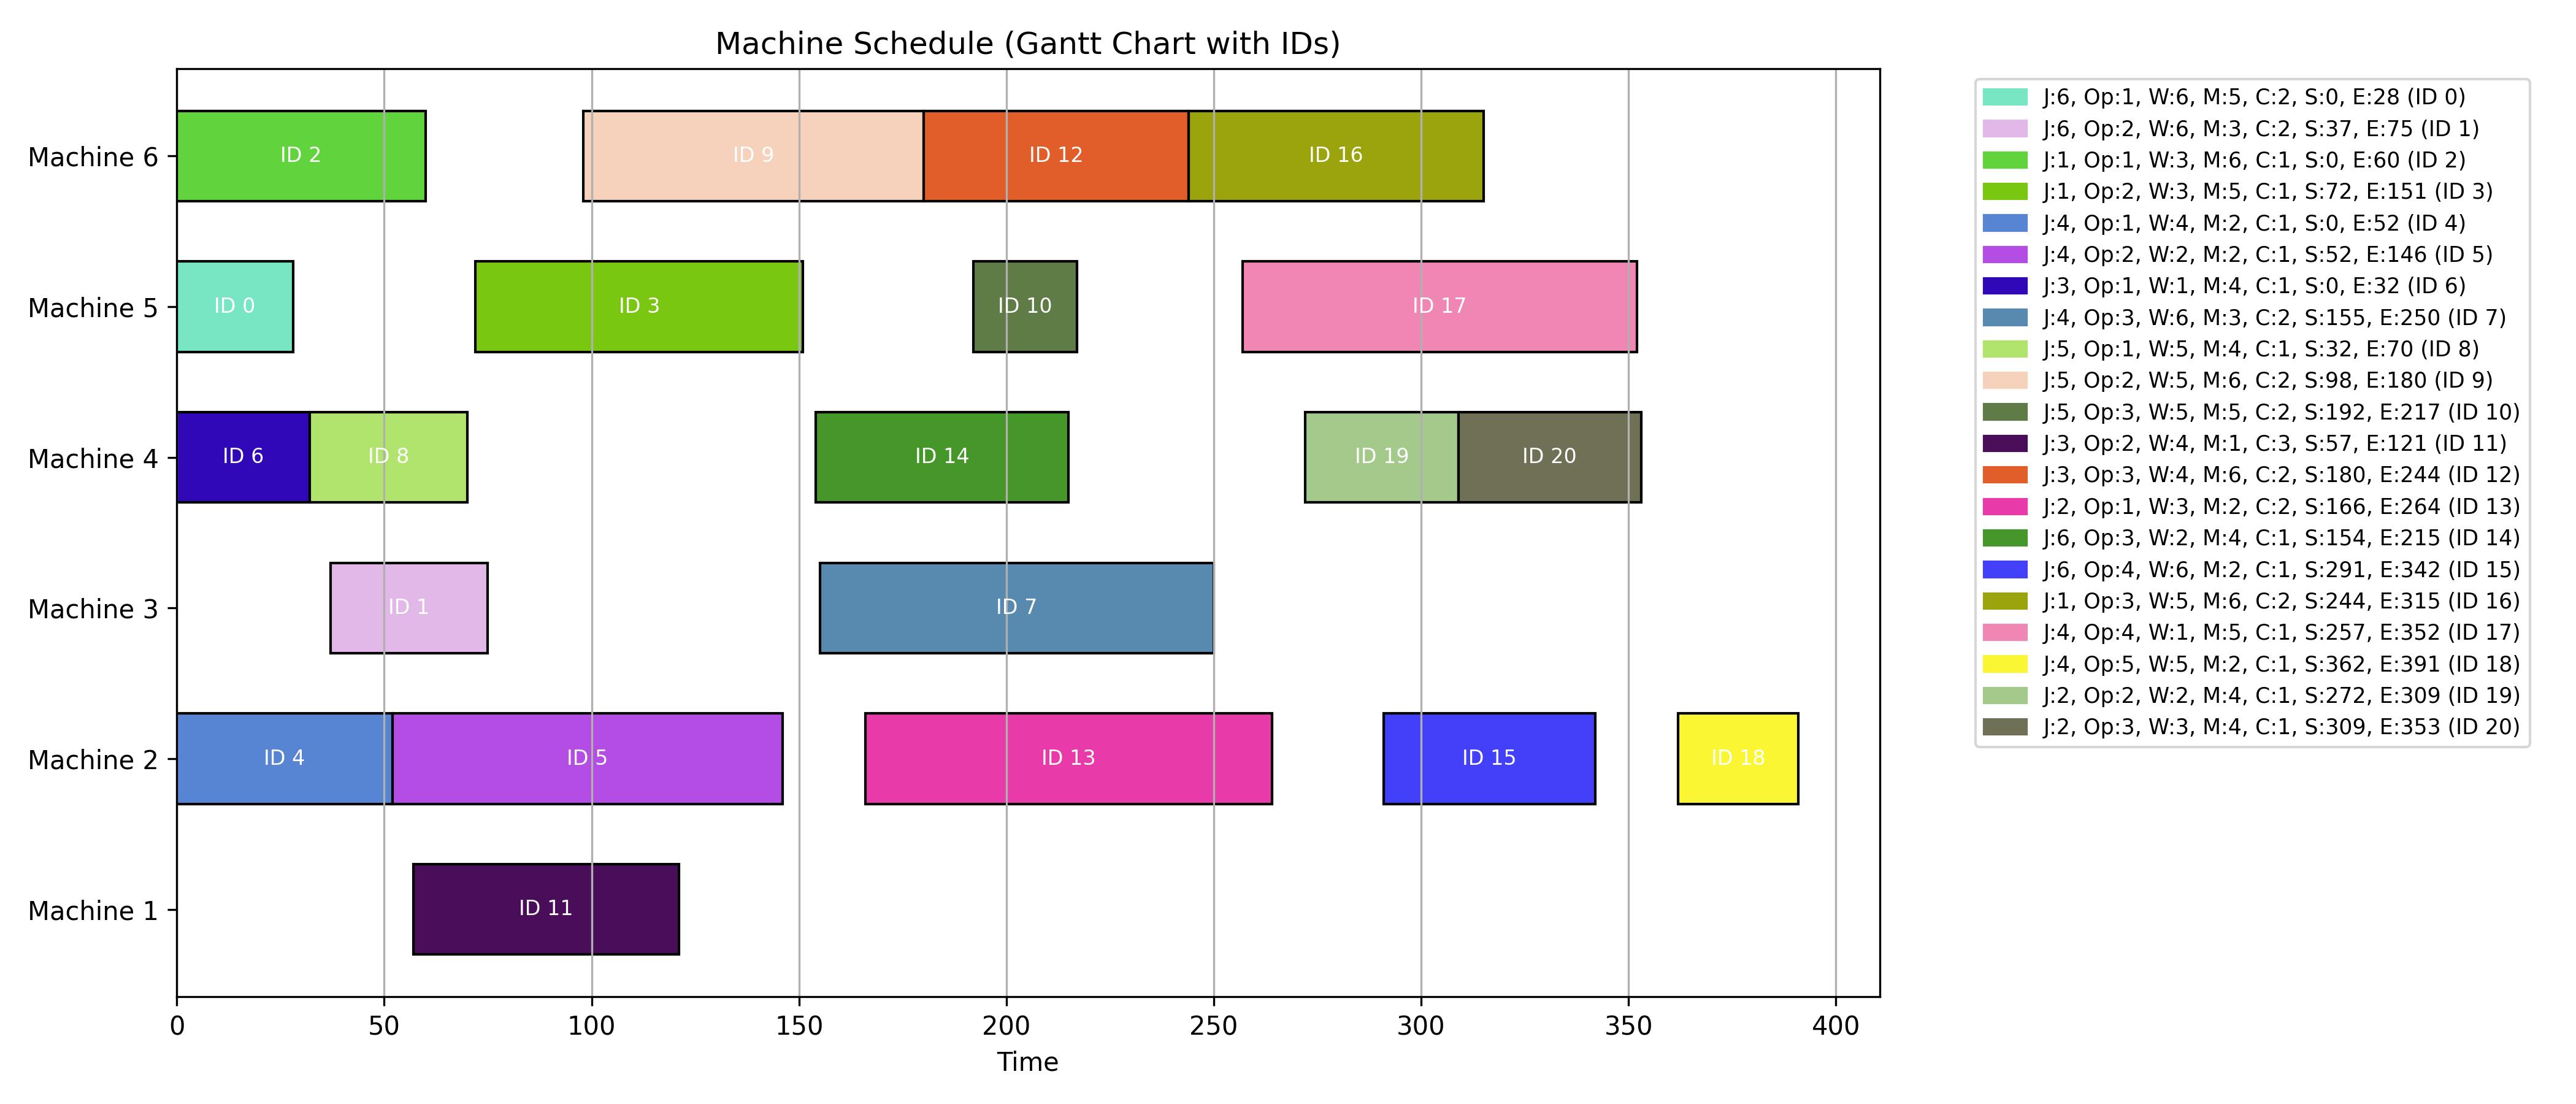 Machine Schedule (Gantt Chart with IDs)
Machine 6
ID 2
ID 9
ID 12
ID 16
Machine 5
ID 0
ID 3
ID 10
ID 17
Machine 4
ID 6
ID 8
ID 14
ID 19
ID 20
Machine 3
ID 1
ID 7
Machine 2
ID 4
ID 5
ID 13
ID 15
ID 18
Machine 1
ID 11
0 50 100 150 200 250 300 350 400
Time
J:6, Op:1, W:6, M:5, C:2, S:0, E:28 (ID 0)
J:6, Op:2, W:6, M:3, C:2, S:37, E:75 (ID 1)
J:1, Op:1, W:3, M:6, C:1, S:0, E:60 (ID 2)
J:1, Op:2, W:3, M:5, C:1, S:72, E:151 (ID 3)
J:4, Op:1, W:4, M:2, C:1, S:0, E:52 (ID 4)
J:4, Op:2, W:2, M:2, C:1, S:52, E:146 (ID 5)
J:3, Op:1, W:1, M:4, C:1, S:0, E:32 (ID 6)
J:4, Op:3, W:6, M:3, C:2, S:155, E:250 (ID 7)
J:5, Op:1, W:5, M:4, C:1, S:32, E:70 (ID 8)
J:5, Op:2, W:5, M:6, C:2, S:98, E:180 (ID 9)
J:5, Op:3, W:5, M:5, C:2, S:192, E:217 (ID 10)
J:3, Op:2, W:4, M:1, C:3, S:57, E:121 (ID 11)
J:3, Op:3, W:4, M:6, C:2, S:180, E:244 (ID 12)
J:2, Op:1, W:3, M:2, C:2, S:166, E:264 (ID 13)
J:6, Op:3, W:2, M:4, C:1, S:154, E:215 (ID 14)
J:6, Op:4, W:6, M:2, C:1, S:291, E:342 (ID 15)
J:1, Op:3, W:5, M:6, C:2, S:244, E:315 (ID 16)
J:4, Op:4, W:1, M:5, C:1, S:257, E:352 (ID 17)
J:4, Op:5, W:5, M:2, C:1, S:362, E:391 (ID 18)
J:2, Op:2, W:2, M:4, C:1, S:272, E:309 (ID 19)
J:2, Op:3, W:3, M:4, C:1, S:309, E:353 (ID 20)